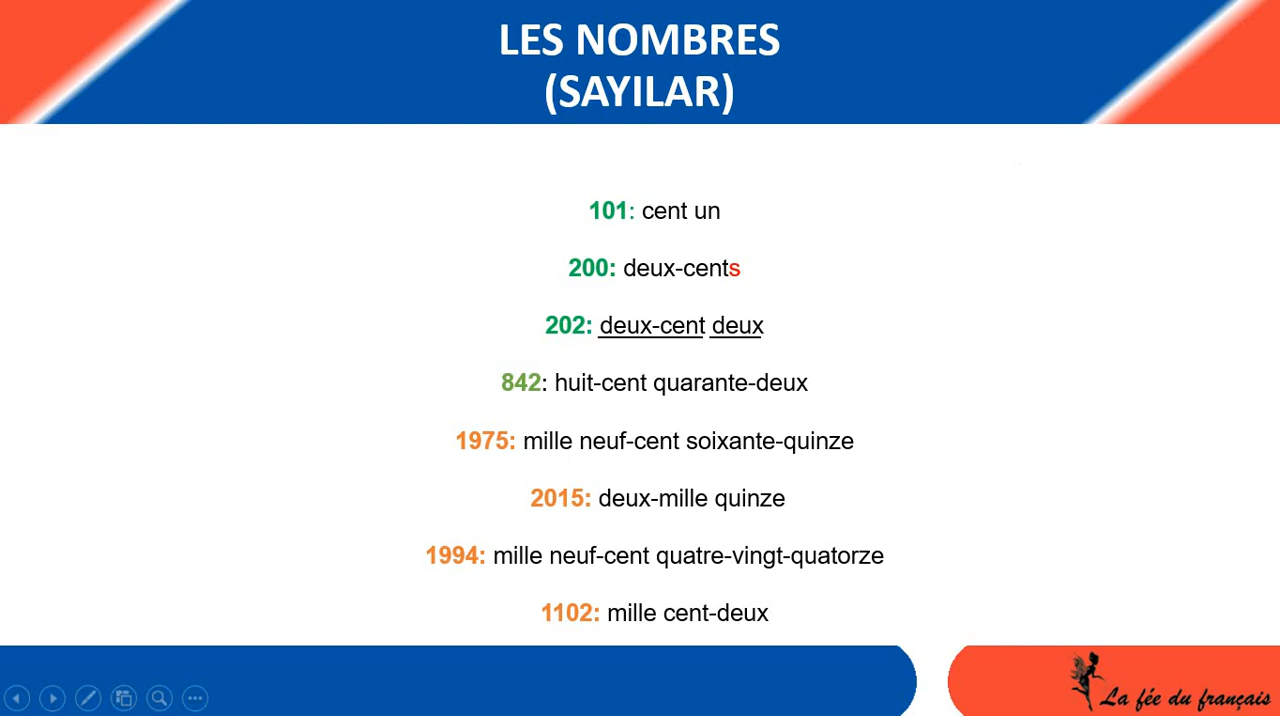 LES NOMBRES
(SAYILAR)
101: cent un
200: deux-cents
202: deux-cent deux
842: huit-cent quarante-deux
1975: mille neuf-cent soixante-quinze
2015: deux-mille quinze
1994: mille neuf-cent quatre-vingt-quatorze
1102: mille cent-deux
La fée du français